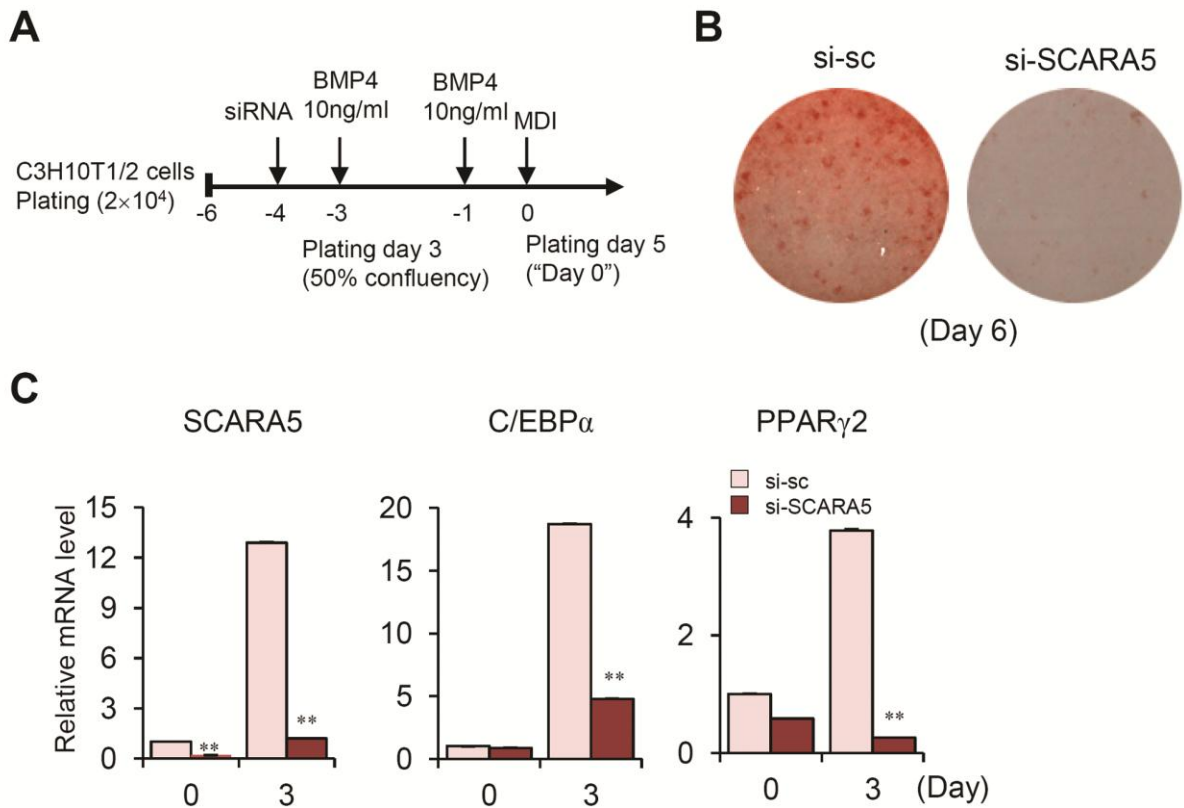 A
siRNA
BMP4
10ng/ml
BMP4
10ng/ml
MDI
C3H10T1/2 cells
Plating (2×10⁴)
-6
-4
-3
-1
0
Plating day 3
(50% confluency)
Plating day 5
(“Day 0”)
B
si-sc
si-SCARA5
(Day 6)
C
SCARA5
C/EBPα
PPARγ2
si-sc
si-SCARA5
Relative mRNA level
15
12
9
6
3
0
**
**
0
3
20
15
10
5
0
**
0
3
4
2
0
**
0
3
(Day)